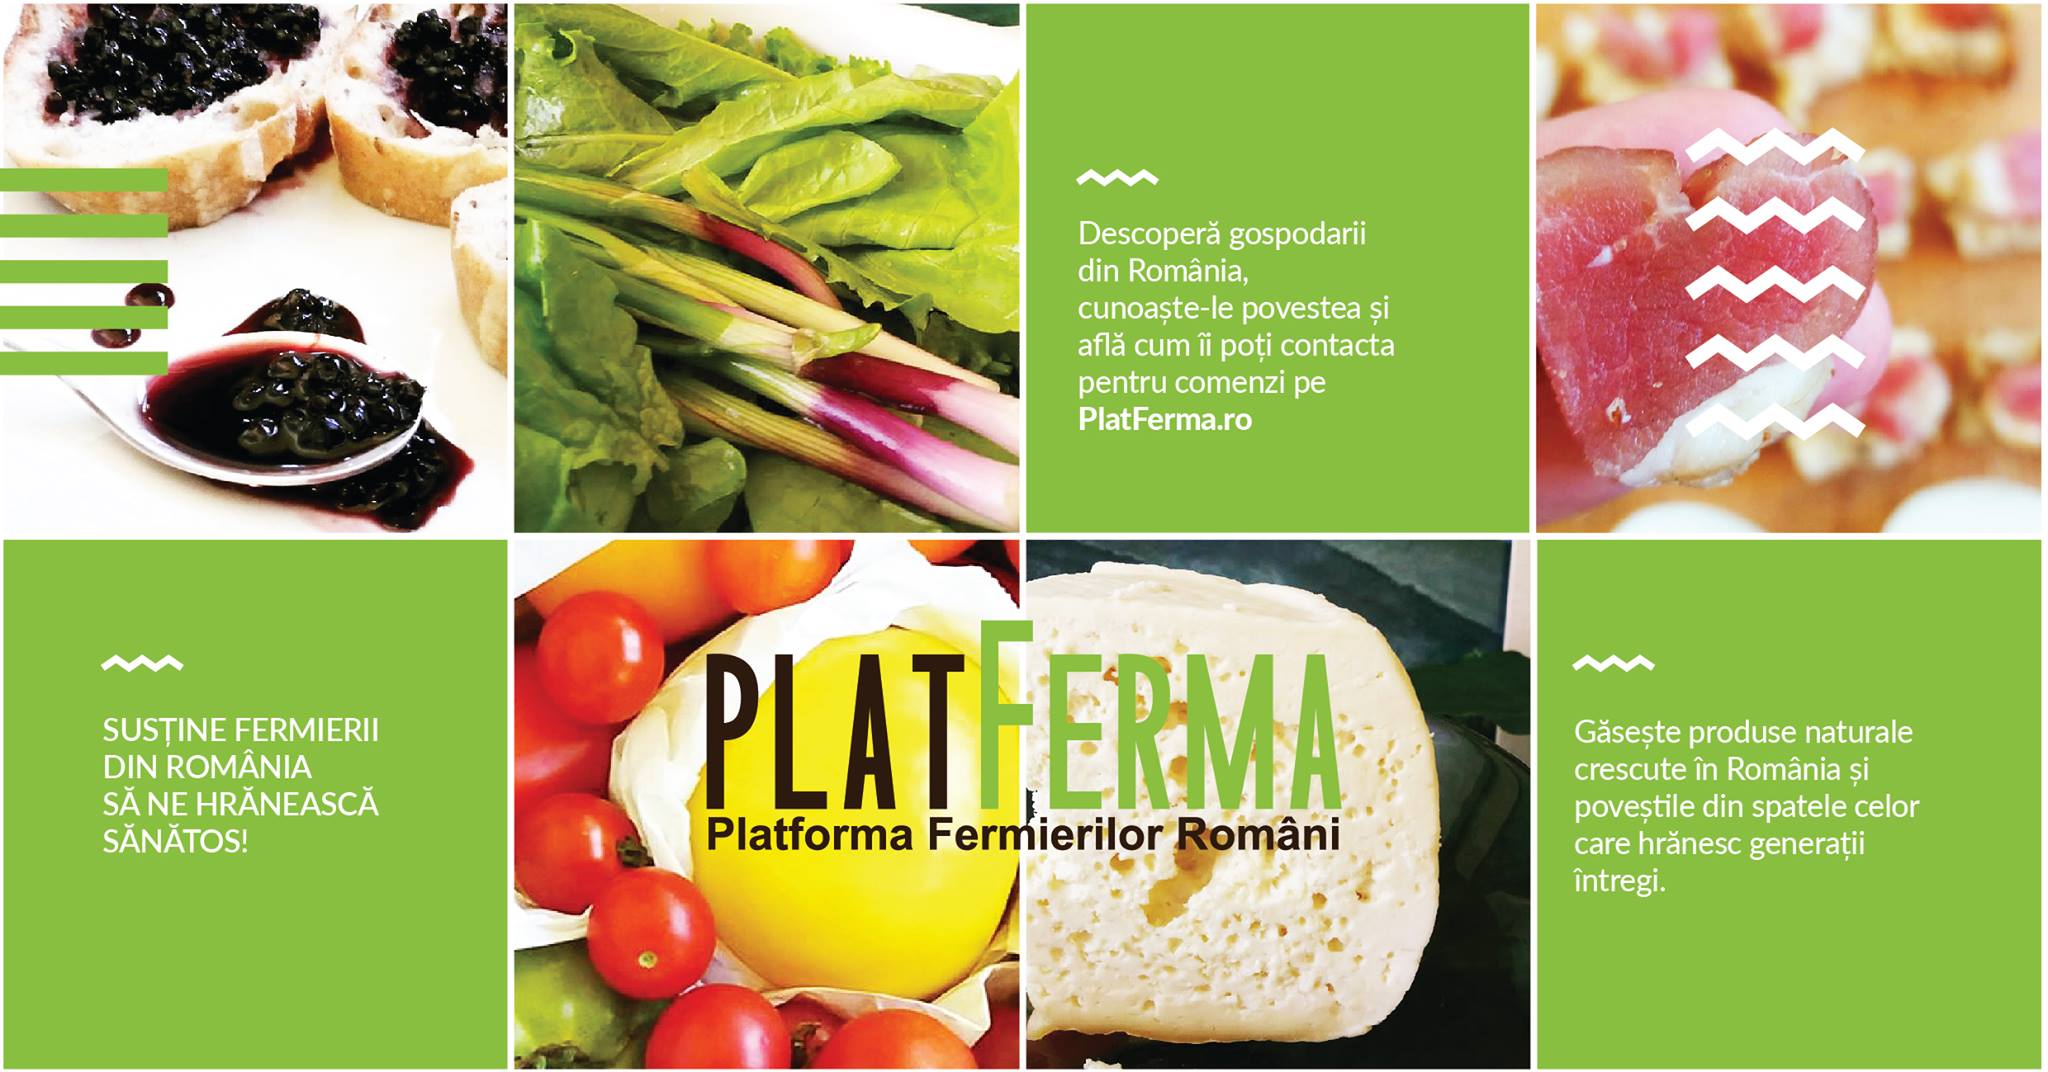 Descoperă gospodarii
din România,
cunoaște-le povestea și
află cum îi poți contacta
pentru comenzi pe
PlatFerma.ro
SUSȚINE FERMIERII
DIN ROMÂNIA
SĂ NE HRĂNEASCĂ
SĂNĂTOS!
PLATFERMA
Platforma Fermierilor Români
Găsește produse naturale
crescute în România și
poveștile din spatele celor
care hrănesc generații
întregi.